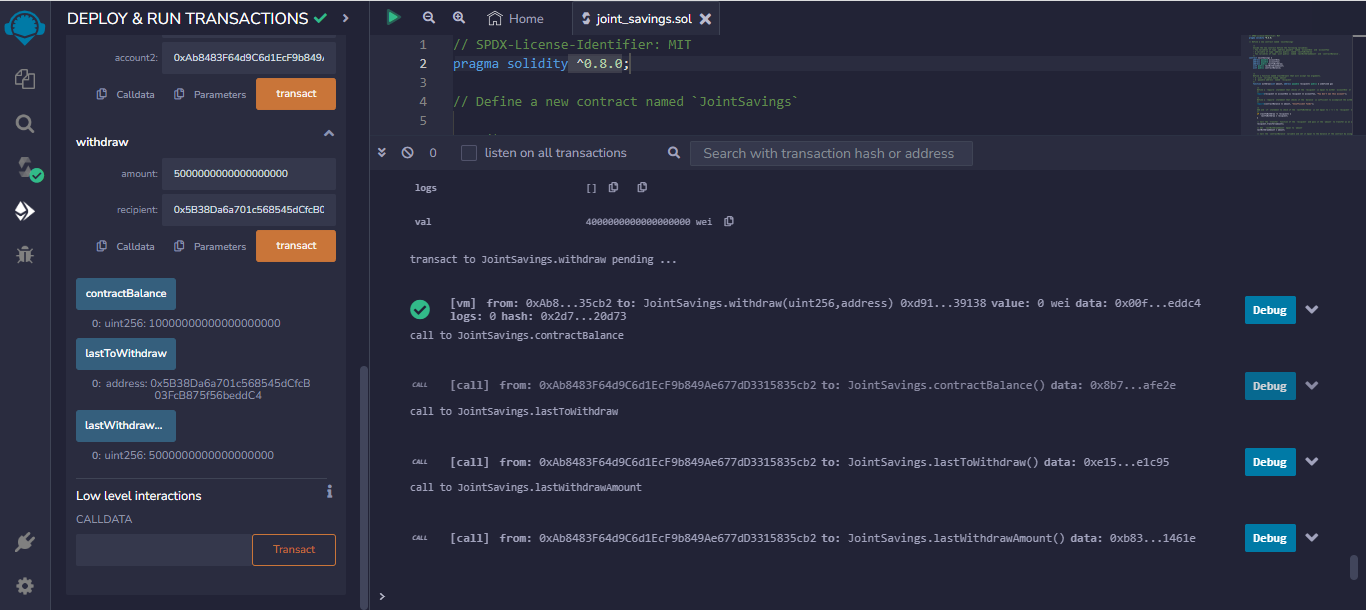 DEPLOY & RUN TRANSACTIONS
account2: 0xAb8483F64d9C6d1EcF9b849A
Calldata Parameters transact
withdraw
amount: 5000000000000000000
recipient: 0x5B38Da6a701c568545dCfcB0
Calldata Parameters transact
contractBalance
0: uint256: 10000000000000000000
lastToWithdraw
0: address: 0x5B38Da6a701c568545dCfcB
03FcB875f56beddC4
lastWithdraw...
0: uint256: 5000000000000000000
Low level interactions
CALLDATA
Transact
Home joint_savings.sol
1 // SPDX-License-Identifier: MIT
2 pragma solidity ^0.8.0;
3
4 // Define a new contract named `JointSavings`
5
0 listen on all transactions Search with transaction hash or address
logs []
val 4000000000000000000 wei
transact to JointSavings.withdraw pending ...
[vm] from: 0xAb8...35cb2 to: JointSavings.withdraw(uint256,address) 0xd91...39138 value: 0 wei data: 0x00f...eddc4
logs: 0 hash: 0x2d7...20d73
Debug
call to JointSavings.contractBalance
CALL [call] from: 0xAb8483F64d9C6d1EcF9b849Ae677dD3315835cb2 to: JointSavings.contractBalance() data: 0x8b7...afe2e Debug
call to JointSavings.lastToWithdraw
CALL [call] from: 0xAb8483F64d9C6d1EcF9b849Ae677dD3315835cb2 to: JointSavings.lastToWithdraw() data: 0xe15...e1c95 Debug
call to JointSavings.lastWithdrawAmount
CALL [call] from: 0xAb8483F64d9C6d1EcF9b849Ae677dD3315835cb2 to: JointSavings.lastWithdrawAmount() data: 0xb83...1461e Debug
>